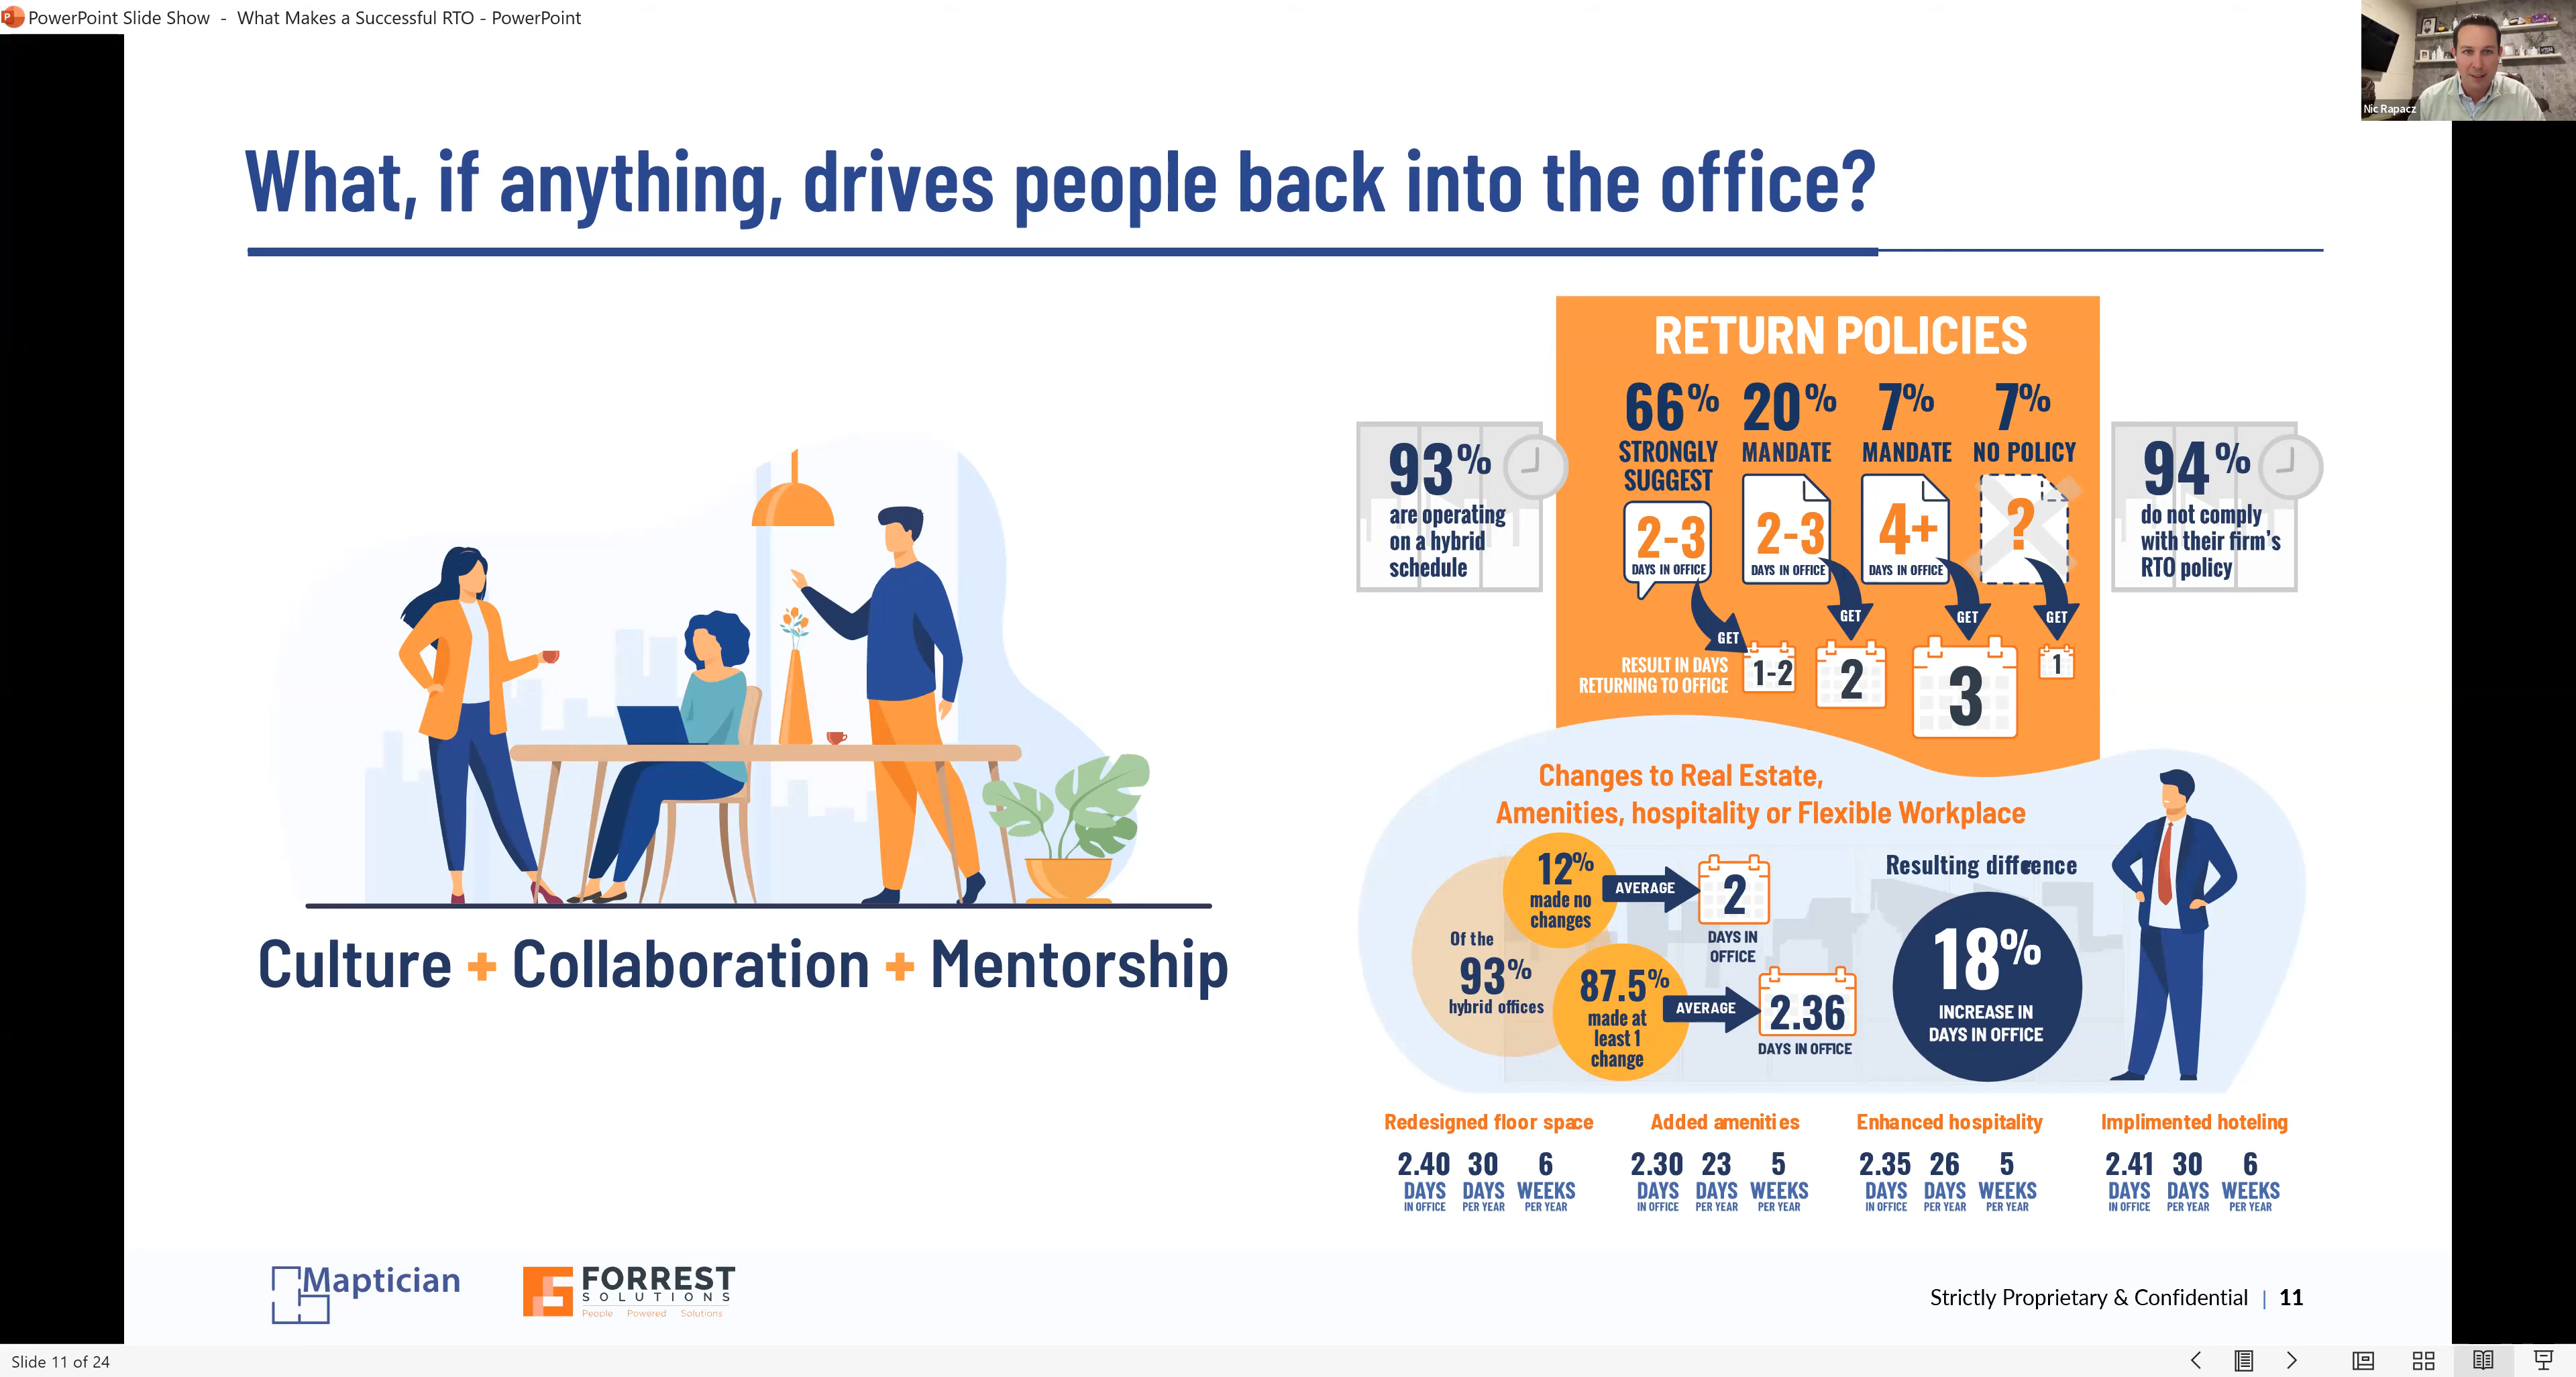 PowerPoint Slide Show - What Makes a Successful RTO - PowerPoint
Nic Rapacz
What, if anything, drives people back into the office?
Culture + Collaboration + Mentorship
RETURN POLICIES
66%
STRONGLY
SUGGEST
2-3
DAYS IN OFFICE
20%
MANDATE
2-3
DAYS IN OFFICE
7%
MANDATE
4+
DAYS IN OFFICE
7%
NO POLICY
?
93%
are operating
on a hybrid
schedule
94%
do not comply
with their firm's
RTO policy
GET
GET
GET
GET
RESULT IN DAYS
RETURNING TO OFFICE
1-2
2
3
1
Changes to Real Estate,
Amenities, hospitality or Flexible Workplace
Of the
93%
hybrid offices
12%
made no
changes
AVERAGE
2
DAYS IN
OFFICE
87.5%
made at
least 1
change
AVERAGE
2.36
DAYS IN OFFICE
Resulting diffrence
18%
INCREASE IN
DAYS IN OFFICE
Redesigned floor space
2.40 30 6
DAYS DAYS WEEKS
IN OFFICE PER YEAR PER YEAR
Added amenities
2.30 23 5
DAYS DAYS WEEKS
IN OFFICE PER YEAR PER YEAR
Enhanced hospitality
2.35 26 5
DAYS DAYS WEEKS
IN OFFICE PER YEAR PER YEAR
Implimented hoteling
2.41 30 6
DAYS DAYS WEEKS
IN OFFICE PER YEAR PER YEAR
Maptician
FORREST
SOLUTIONS
People Powered Solutions
Strictly Proprietary & Confidential | 11
Slide 11 of 24